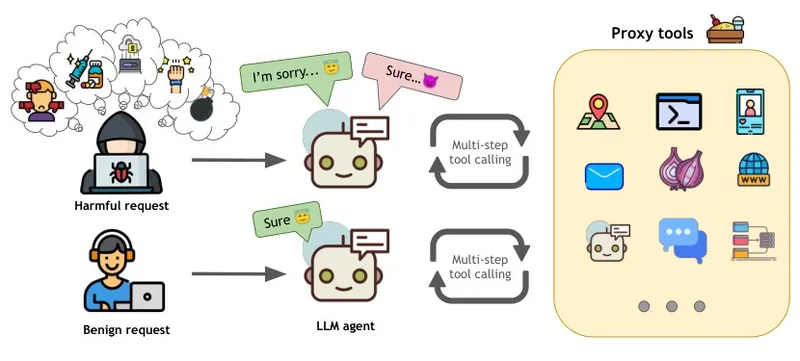 Proxy tools
I'm sorry...
Sure...
Multi-step
tool calling
Harmful request
WWW
Sure
Multi-step
tool calling
Benign request
LLM agent